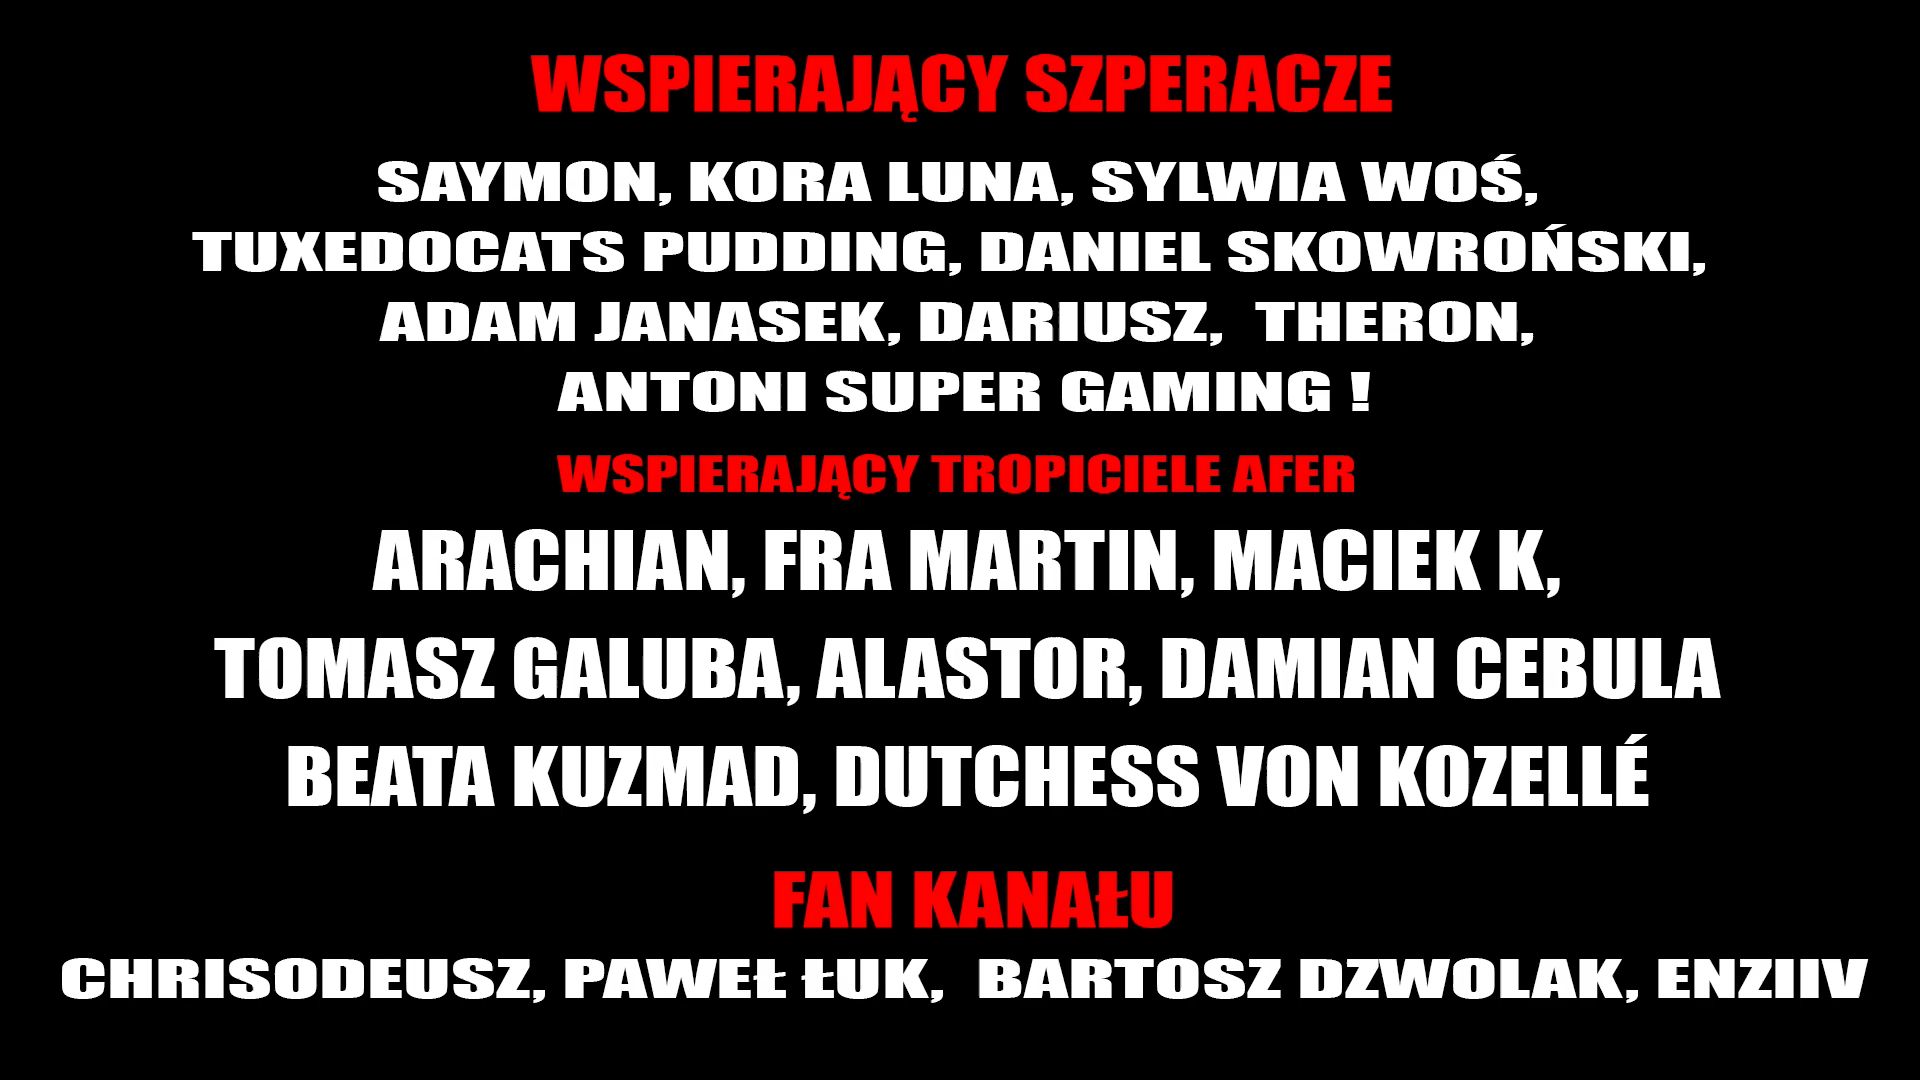 WSPIERAJĄCY SZPERACZE
SAYMON, KORA LUNA, SYLWIA WOŚ,
TUXEDOCATS PUDDING, DANIEL SKOWROŃSKI,
ADAM JANASEK, DARIUSZ, THERON,
ANTONI SUPER GAMING !
WSPIERAJĄCY TROPICIELE AFER
ARACHIAN, FRA MARTIN, MACIEK K,
TOMASZ GALUBA, ALASTOR, DAMIAN CEBULA
BEATA KUZMAD, DUTCHESS VON KOZELLÉ
FAN KANAŁU
CHRISODEUSZ, PAWEŁ ŁUK, BARTOSZ DZWOLAK, ENZIIV